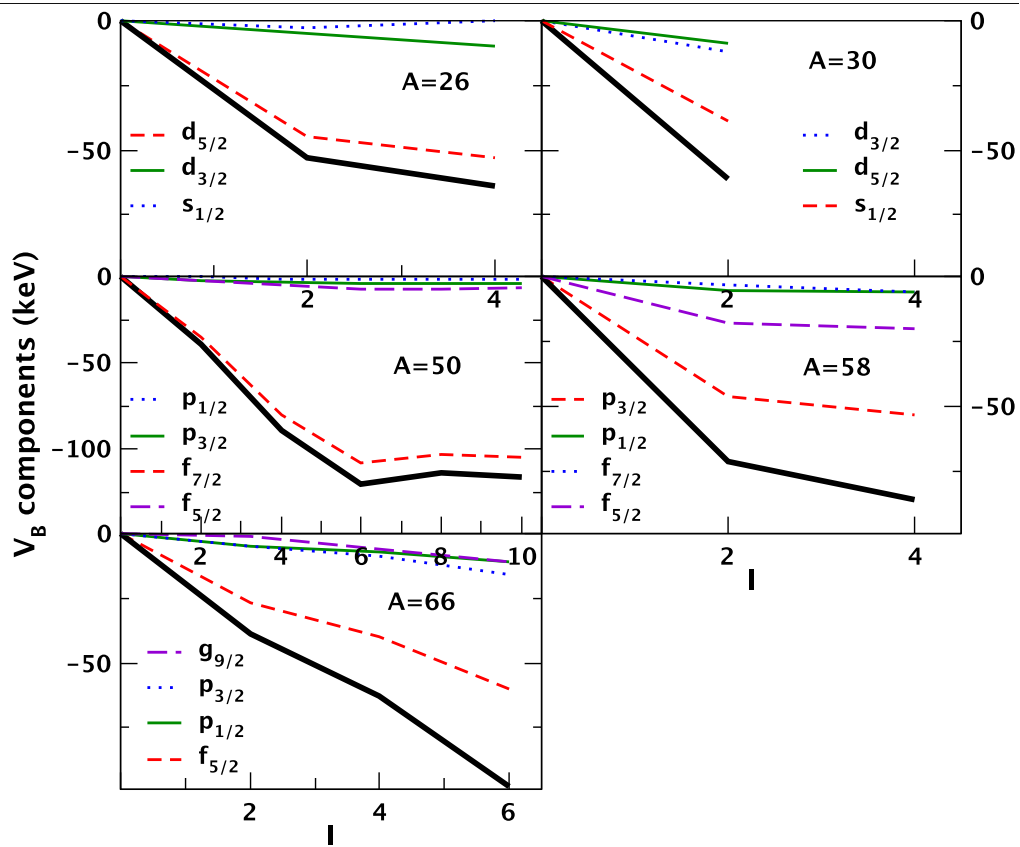 0
-50
A=26
d5/2
d3/2
s1/2
0
-50
A=30
d3/2
d5/2
s1/2
2
4
2
4
0
-50
-100
A=50
p1/2
p3/2
f7/2
f5/2
0
-50
A=58
p3/2
p1/2
f7/2
f5/2
2
4
6
8
10
2
4
I
VB components (keV)
0
-50
A=66
g9/2
p3/2
p1/2
f5/2
2
4
6
I